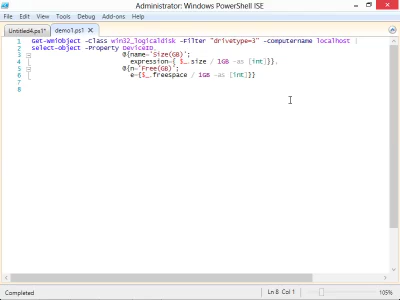 Administrator: Windows PowerShell ISE
File Edit View Tools Debug Add-ons Help
Untitled4.ps1* demo1.ps1
1 get-wmiObject -Class win32_logicaldisk -Filter "drivetype=3" -computername localhost |
2 select-object -Property DeviceID,
3 @{name='Size(GB)';
4 expression={ $_.size / 1GB -as [int]}},
5 @{n='Free(GB)';
6 e={$_.freespace / 1GB -as [int]}}
7
8
Completed Ln 8 Col 1 105%